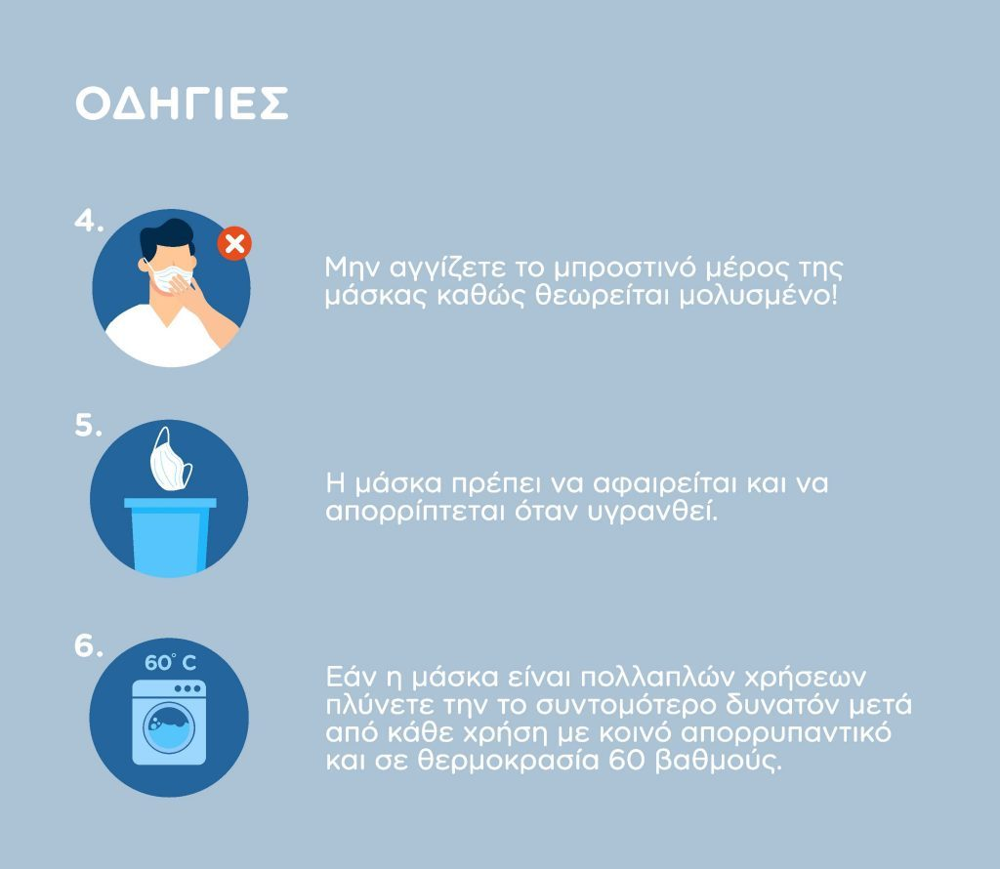 ΟΔΗΓΙΕΣ
4.
Μην αγγίζετε το μπροστινό μέρος της
μάσκας καθώς θεωρείται μολυσμένο!
5.
Η μάσκα πρέπει να αφαιρείται και να
απορρίπτεται όταν υγρανθεί.
6.
60° C
Εάν η μάσκα είναι πολλαπλών χρήσεων
πλύνετε την το συντομότερο δυνατόν μετά
από κάθε χρήση με κοινό απορρυπαντικό
και σε θερμοκρασία 60 βαθμούς.